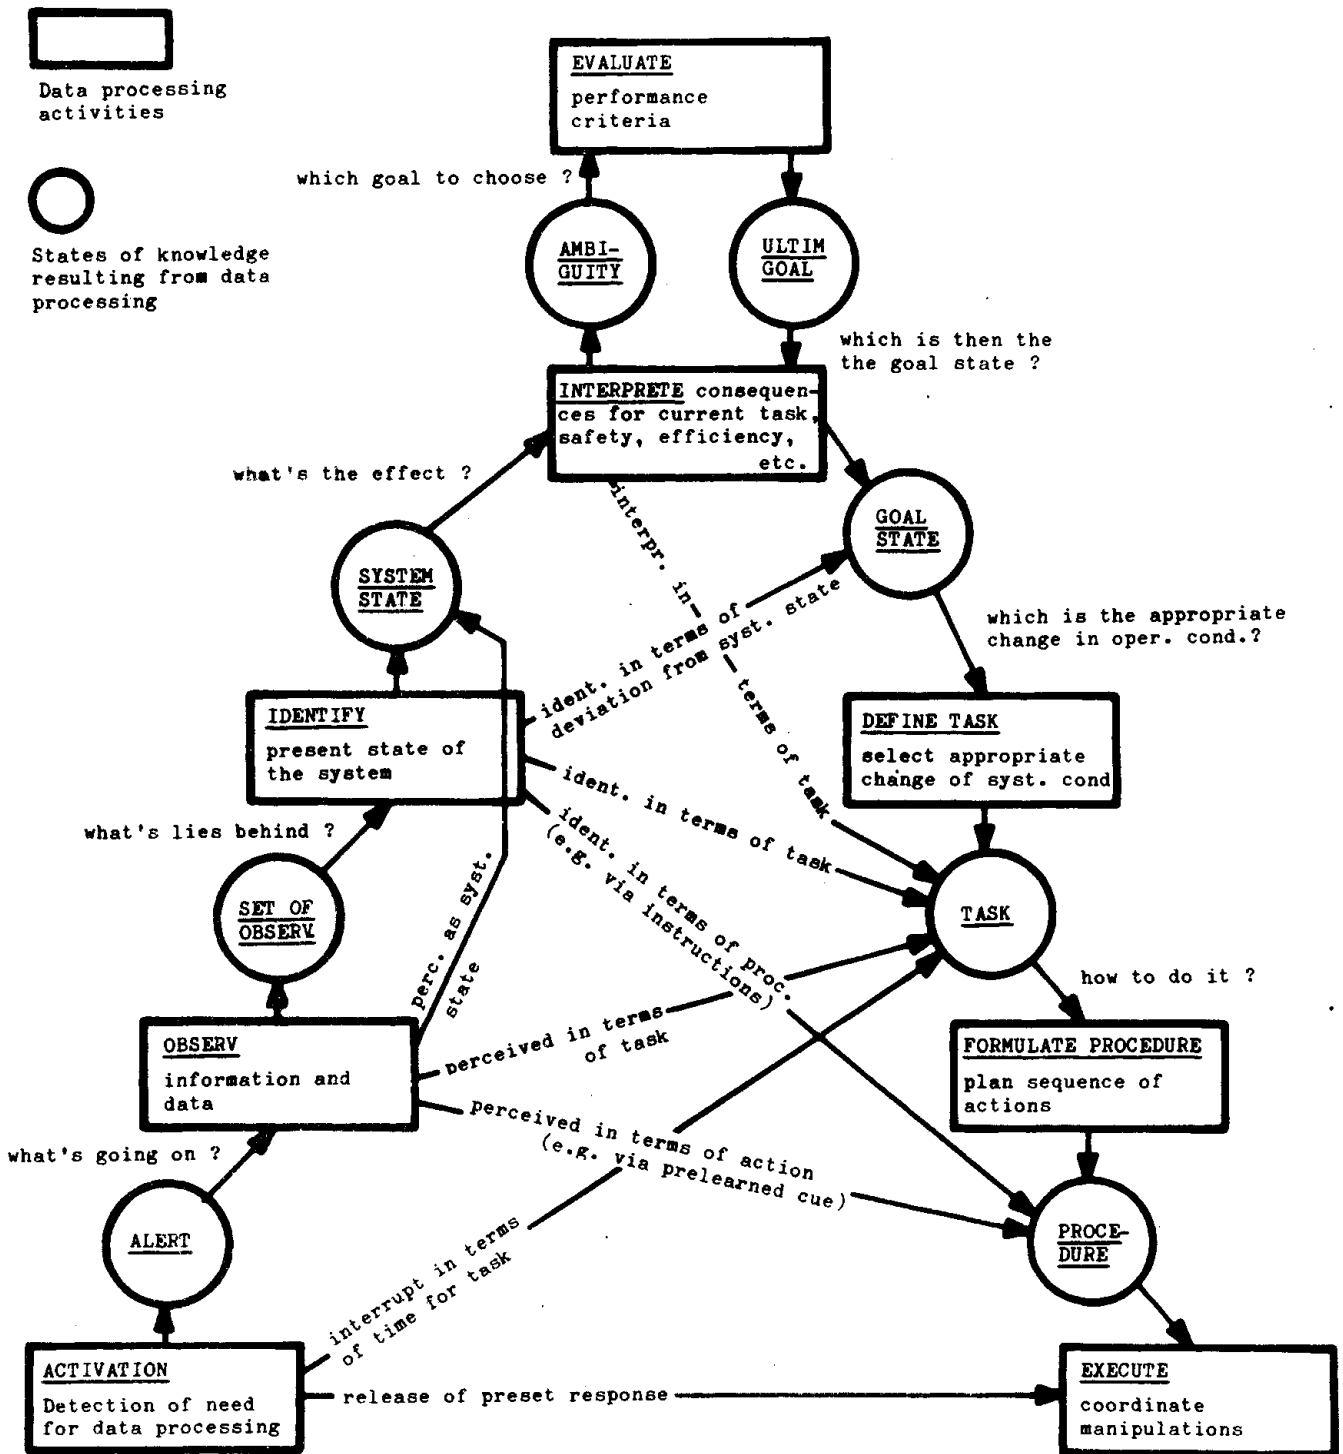 Data processing
activities
States of knowledge
resulting from data
processing
EVALUATE
performance
criteria
which goal to choose ?
AMBI-
GUITY
ULTIM
GOAL
which is then the
the goal state ?
INTERPRETE consequen-
ces for current task,
safety, efficiency,
etc.
what's the effect ?
interpr. in
terms of task
GOAL
STATE
SYSTEM
STATE
ident. in terms of
deviation from syst. state
which is the appropriate
change in oper. cond.?
IDENTIFY
present state of
the system
DEFINE TASK
select appropriate
change of syst. cond
ident. in terms of task
ident. in terms of proc.
(e.g. via instructions)
what's lies behind ?
SET OF
OBSERV.
perc. as syst.
state
TASK
how to do it ?
OBSERV
information and
data
perceived in terms
of task
FORMULATE PROCEDURE
plan sequence of
actions
perceived in terms of action
(e.g. via prelearned cue)
what's going on ?
ALERT
PROCE-
DURE
interrupt in terms
of time for task
ACTIVATION
Detection of need
for data processing
release of preset response
EXECUTE
coordinate
manipulations